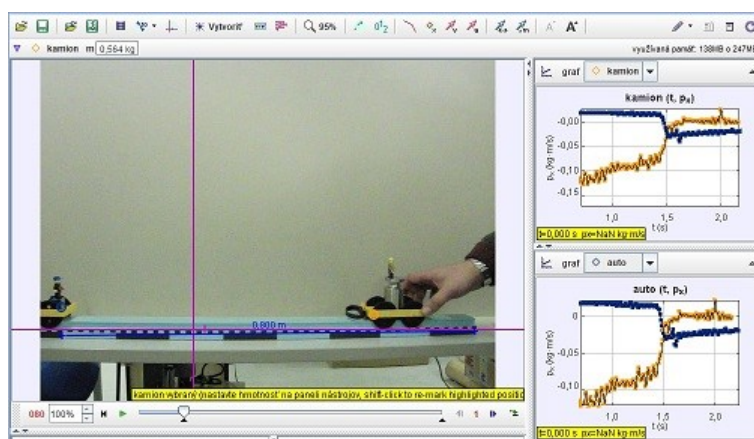 Vytvoriť 95%
kamion m 0,564 kg
využívaná pamäť: 138MB o 247MB
graf kamion
kamion (t, pₓ)
-0,00
-0,05
-0,10
-0,15
pₓ (kg·m/s)
1,0 1,5 2,0
t (s)
t=0,000 s px=NaN kg·m/s
graf auto
auto (t, pₓ)
0
-0,05
-0,10
pₓ (kg·m/s)
1,0 1,5 2,0
t (s)
t=0,000 s px=NaN kg·m/s
0,800 m
kamion vybraný (nastavte hmotnosť na paneli nástrojov, shift-click to re-mark highlighted positio
080 100% 1